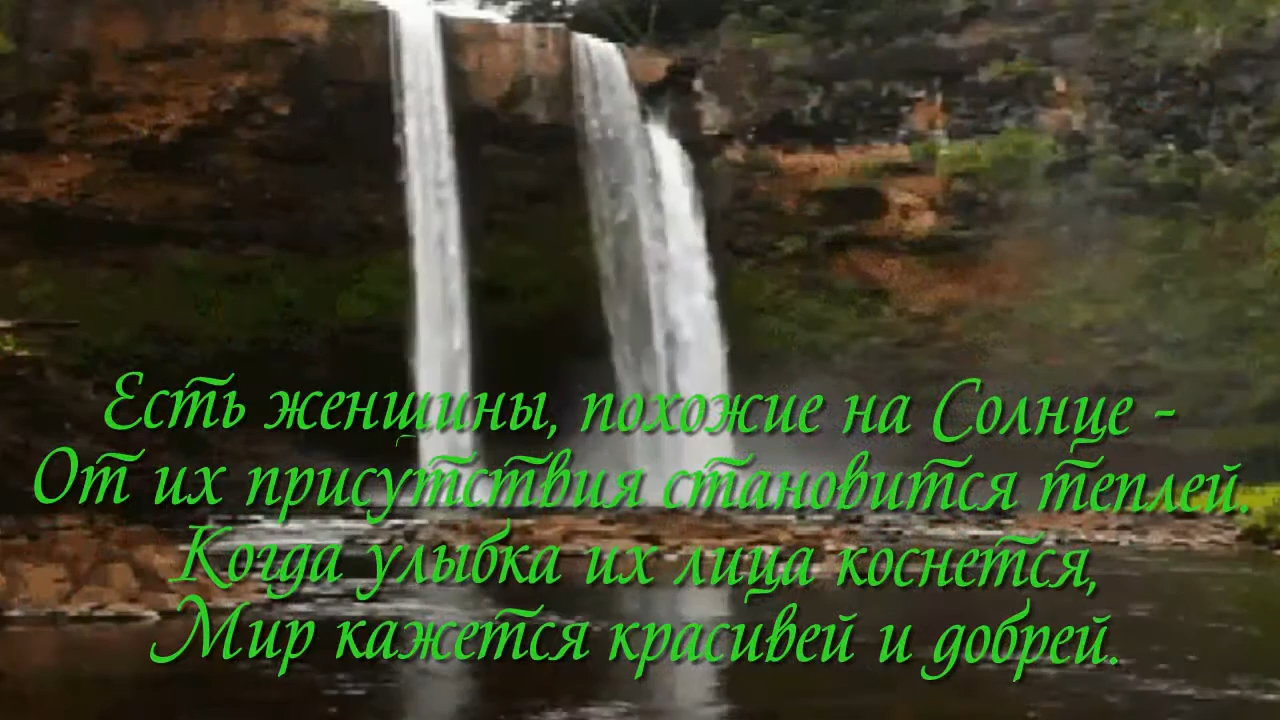 Есть женщины, похожие на Солнце -
От их присутствия становится теплей.
Когда улыбка их лица коснется,
Мир кажется красивей и добрей.